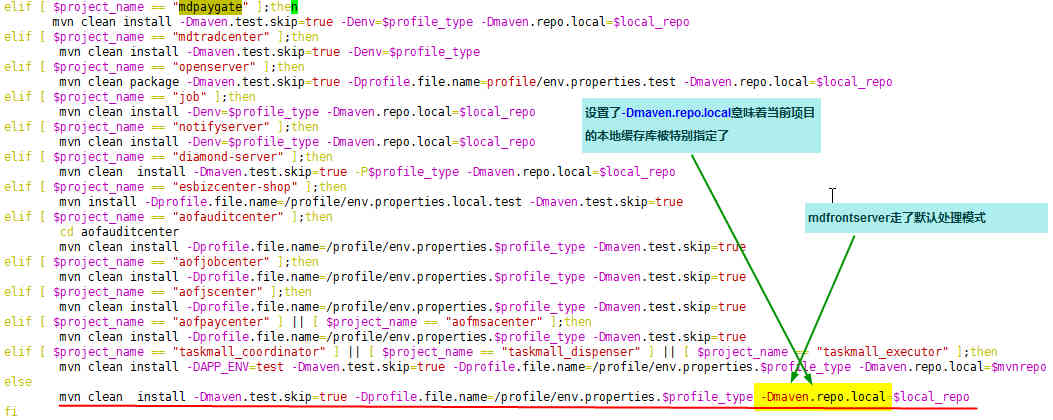 elif [ $project_name == "mdpaygate" ];then
mvn clean install -Dmaven.test.skip=true -Denv=$profile_type -Dmaven.repo.local=$local_repo
elif [ $project_name == "mdtradcenter" ];then
mvn clean install -Dmaven.test.skip=true -Denv=$profile_type
elif [ $project_name == "openserver" ];then
mvn clean package -Dmaven.test.skip=true -Dprofile.file.name=profile/env.properties.test -Dmaven.repo.local=$local_repo
elif [ $project_name == "job" ];then
mvn clean install -Denv=$profile_type -Dmaven.repo.local=$local_repo
elif [ $project_name == "notifyserver" ];then
mvn clean install -Denv=$profile_type -Dmaven.repo.local=$local_repo
elif [ $project_name == "diamond-server" ];then
mvn clean  install -Dmaven.test.skip=true -P$profile_type -Dmaven.repo.local=$local_repo
elif [ $project_name == "esbizcenter-shop" ];then
mvn install -Dprofile.file.name=/profile/env.properties.local.test -Dmaven.test.skip=true
elif [ $project_name == "aofauditcenter" ];then
cd aofauditcenter
mvn clean install -Dprofile.file.name=/profile/env.properties.$profile_type -Dmaven.test.skip=true
elif [ $project_name == "aofjobcenter" ];then
mvn clean install -Dprofile.file.name=/profile/env.properties.$profile_type -Dmaven.test.skip=true
elif [ $project_name == "aofjscenter" ];then
mvn clean install -Dprofile.file.name=/profile/env.properties.$profile_type -Dmaven.test.skip=true
elif [ $project_name == "aofpaycenter" ] || [ $project_name == "aofmsacenter" ];then
mvn clean install -Dprofile.file.name=/profile/env.properties.$profile_type -Dmaven.test.skip=true
elif [ $project_name == "taskmall_coordinator" ] || [ $project_name == "taskmall_dispenser" ] || [ $project_name == "taskmall_executor" ];then
mvn clean install -DAPP_ENV=test -Dmaven.test.skip=true -Dprofile.file.name=/profile/env.properties.$profile_type -Dmaven.repo.local=$mvnrepo
else
mvn clean  install -Dmaven.test.skip=true -Dprofile.file.name=/profile/env.properties.$profile_type -Dmaven.repo.local=$local_repo
fi
设置了-Dmaven.repo.local意味着当前项目
的本地缓存库被特别指定了
mdfrontserver走了默认处理模式